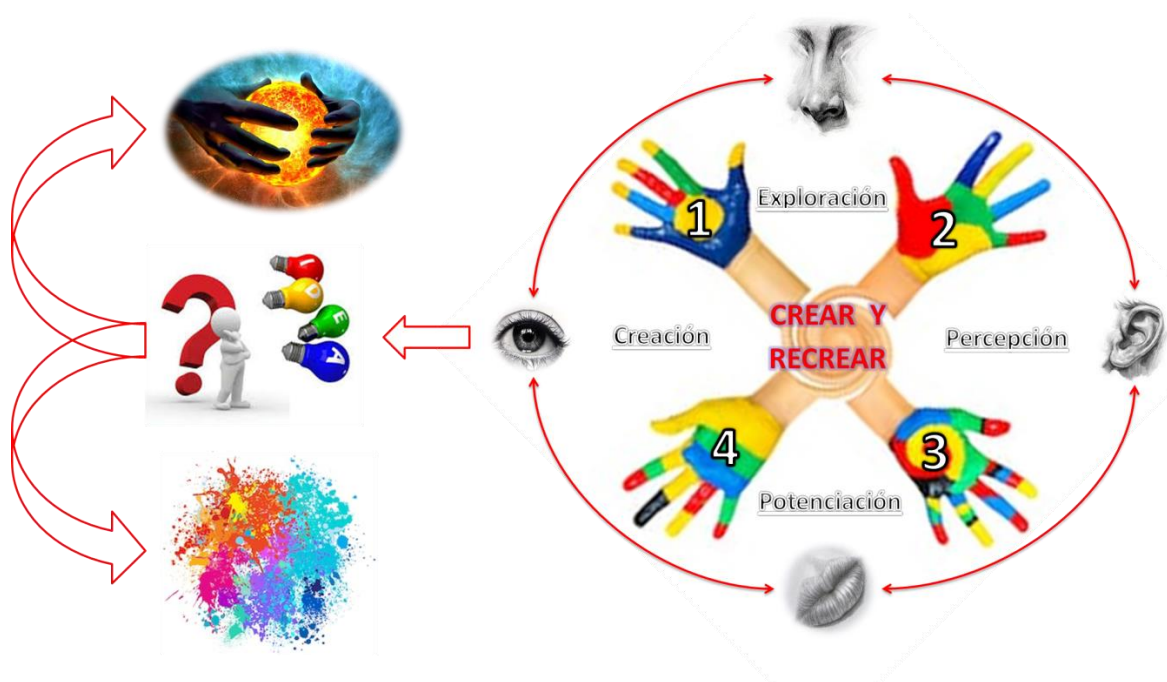 1
Exploración
2
I
D
E
A
Creación
CREAR Y
RECREAR
Percepción
4
3
Potenciación